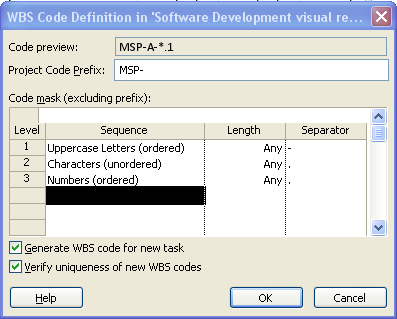 WBS Code Definition in 'Software Development visual re...
Code preview: MSP-A-*.1
Project Code Prefix: MSP-
Code mask (excluding prefix):
Level Sequence Length Separator
1 Uppercase Letters (ordered) Any -
2 Characters (unordered) Any .
3 Numbers (ordered) Any .
Generate WBS code for new task
Verify uniqueness of new WBS codes
Help OK Cancel